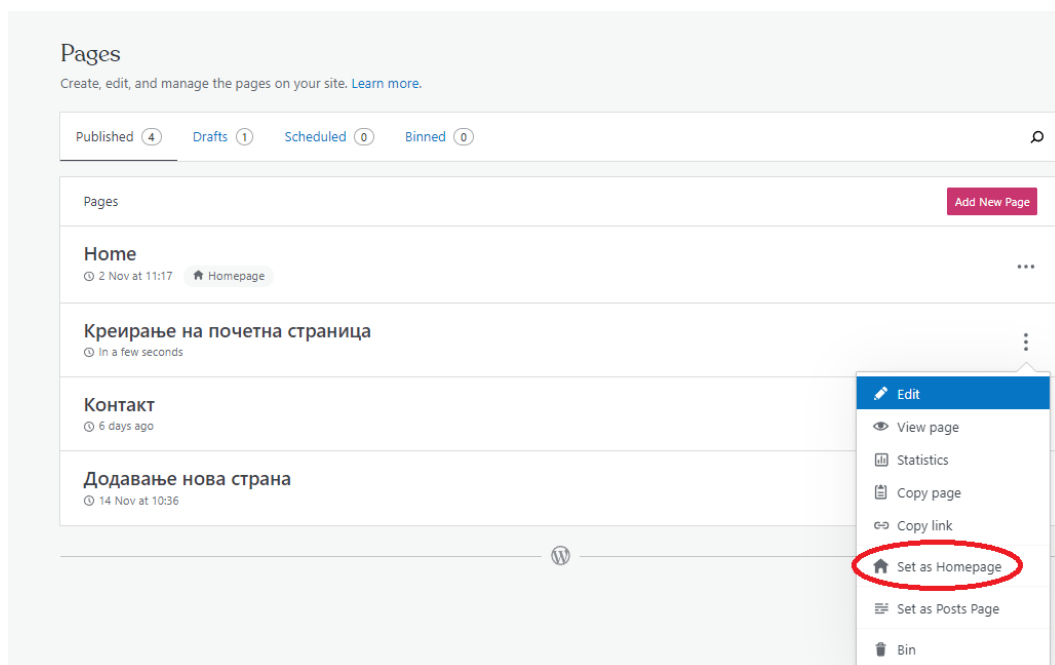 Pages
Create, edit, and manage the pages on your site. Learn more.
Published 4 Drafts 1 Scheduled 0 Binned 0
Pages Add New Page
Home
2 Nov at 11:17 Homepage
Креирање на почетна страница
In a few seconds
Edit
Контакт
6 days ago
View page
Statistics
Додавање нова страна
14 Nov at 10:36
Copy page
Copy link
Set as Homepage
Set as Posts Page
Bin